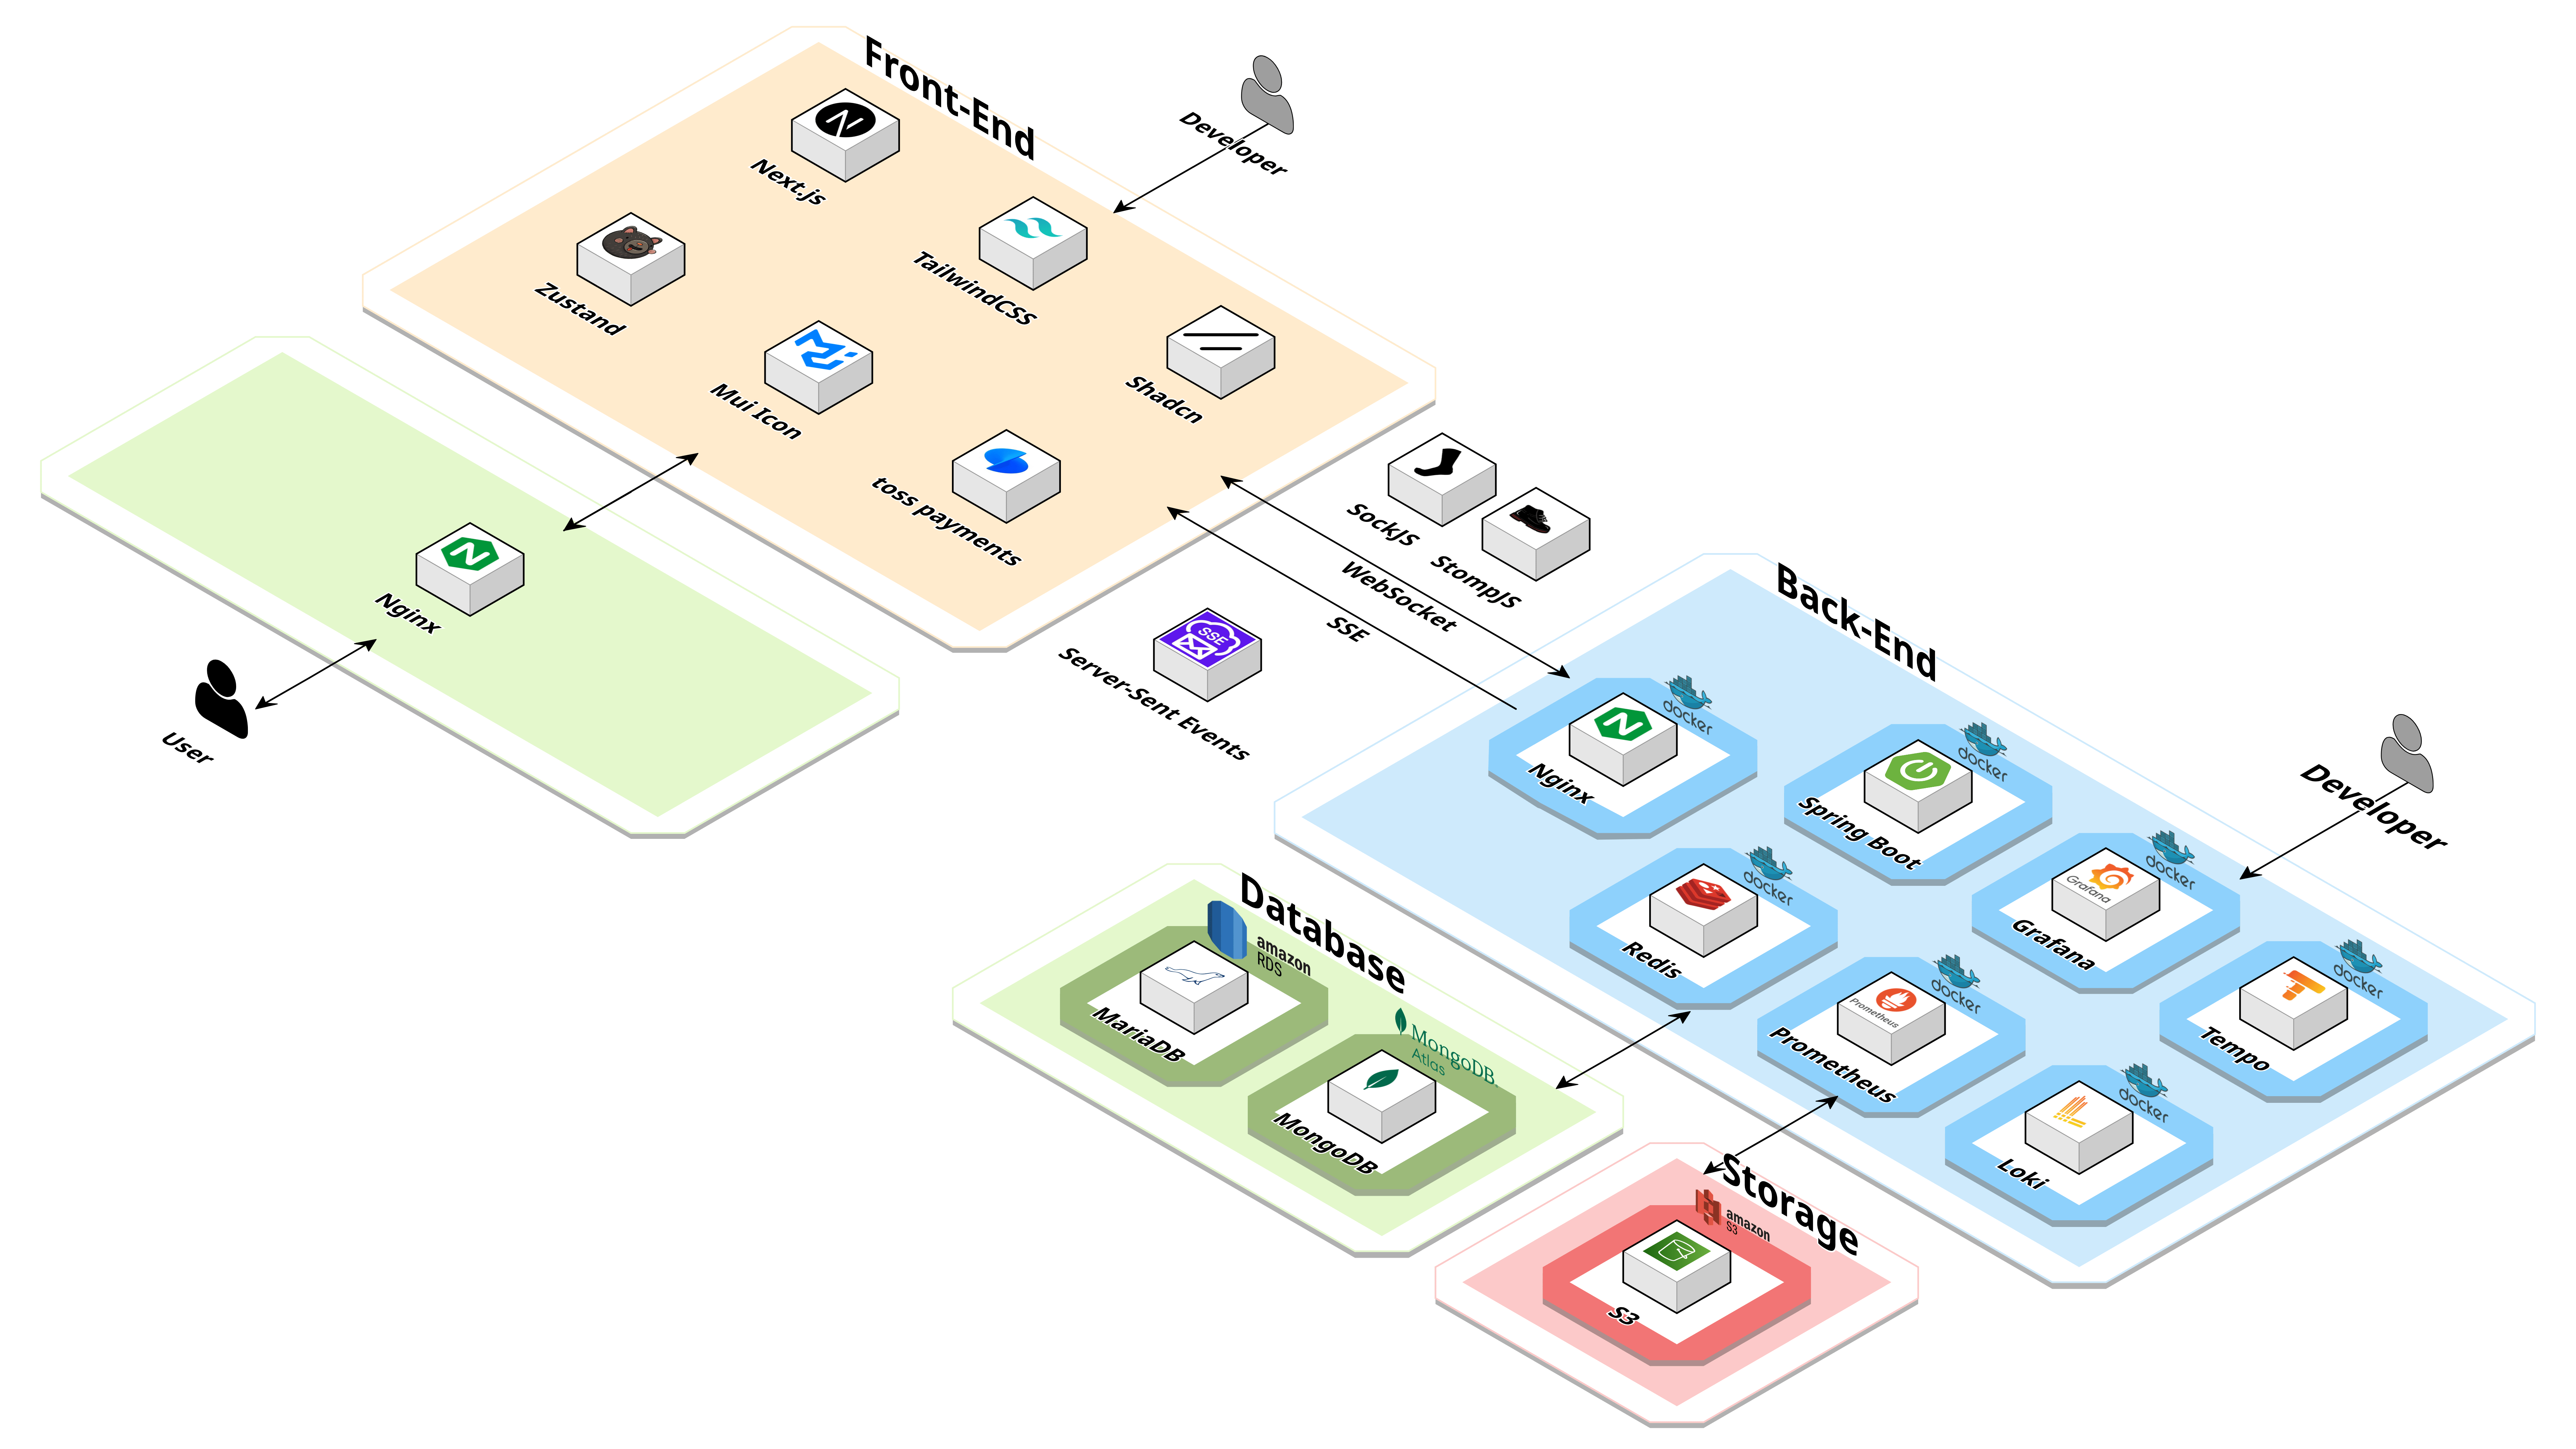 Front-End
Developer
Next.js
TailwindCSS
Zustand
Shadcn
Mui Icon
toss payments
Nginx
User
SockJS
StompJS
WebSocket
SSE
SSE
Server-Sent Events
Back-End
docker
Nginx
docker
Spring Boot
Developer
docker
Grafana
Grafana
docker
Redis
docker
Tempo
docker
Prometheus
Prometheus
docker
Loki
Database
amazon
RDS
MariaDB
MongoDB.
Atlas
MongoDB
Storage
amazon
S3
S3